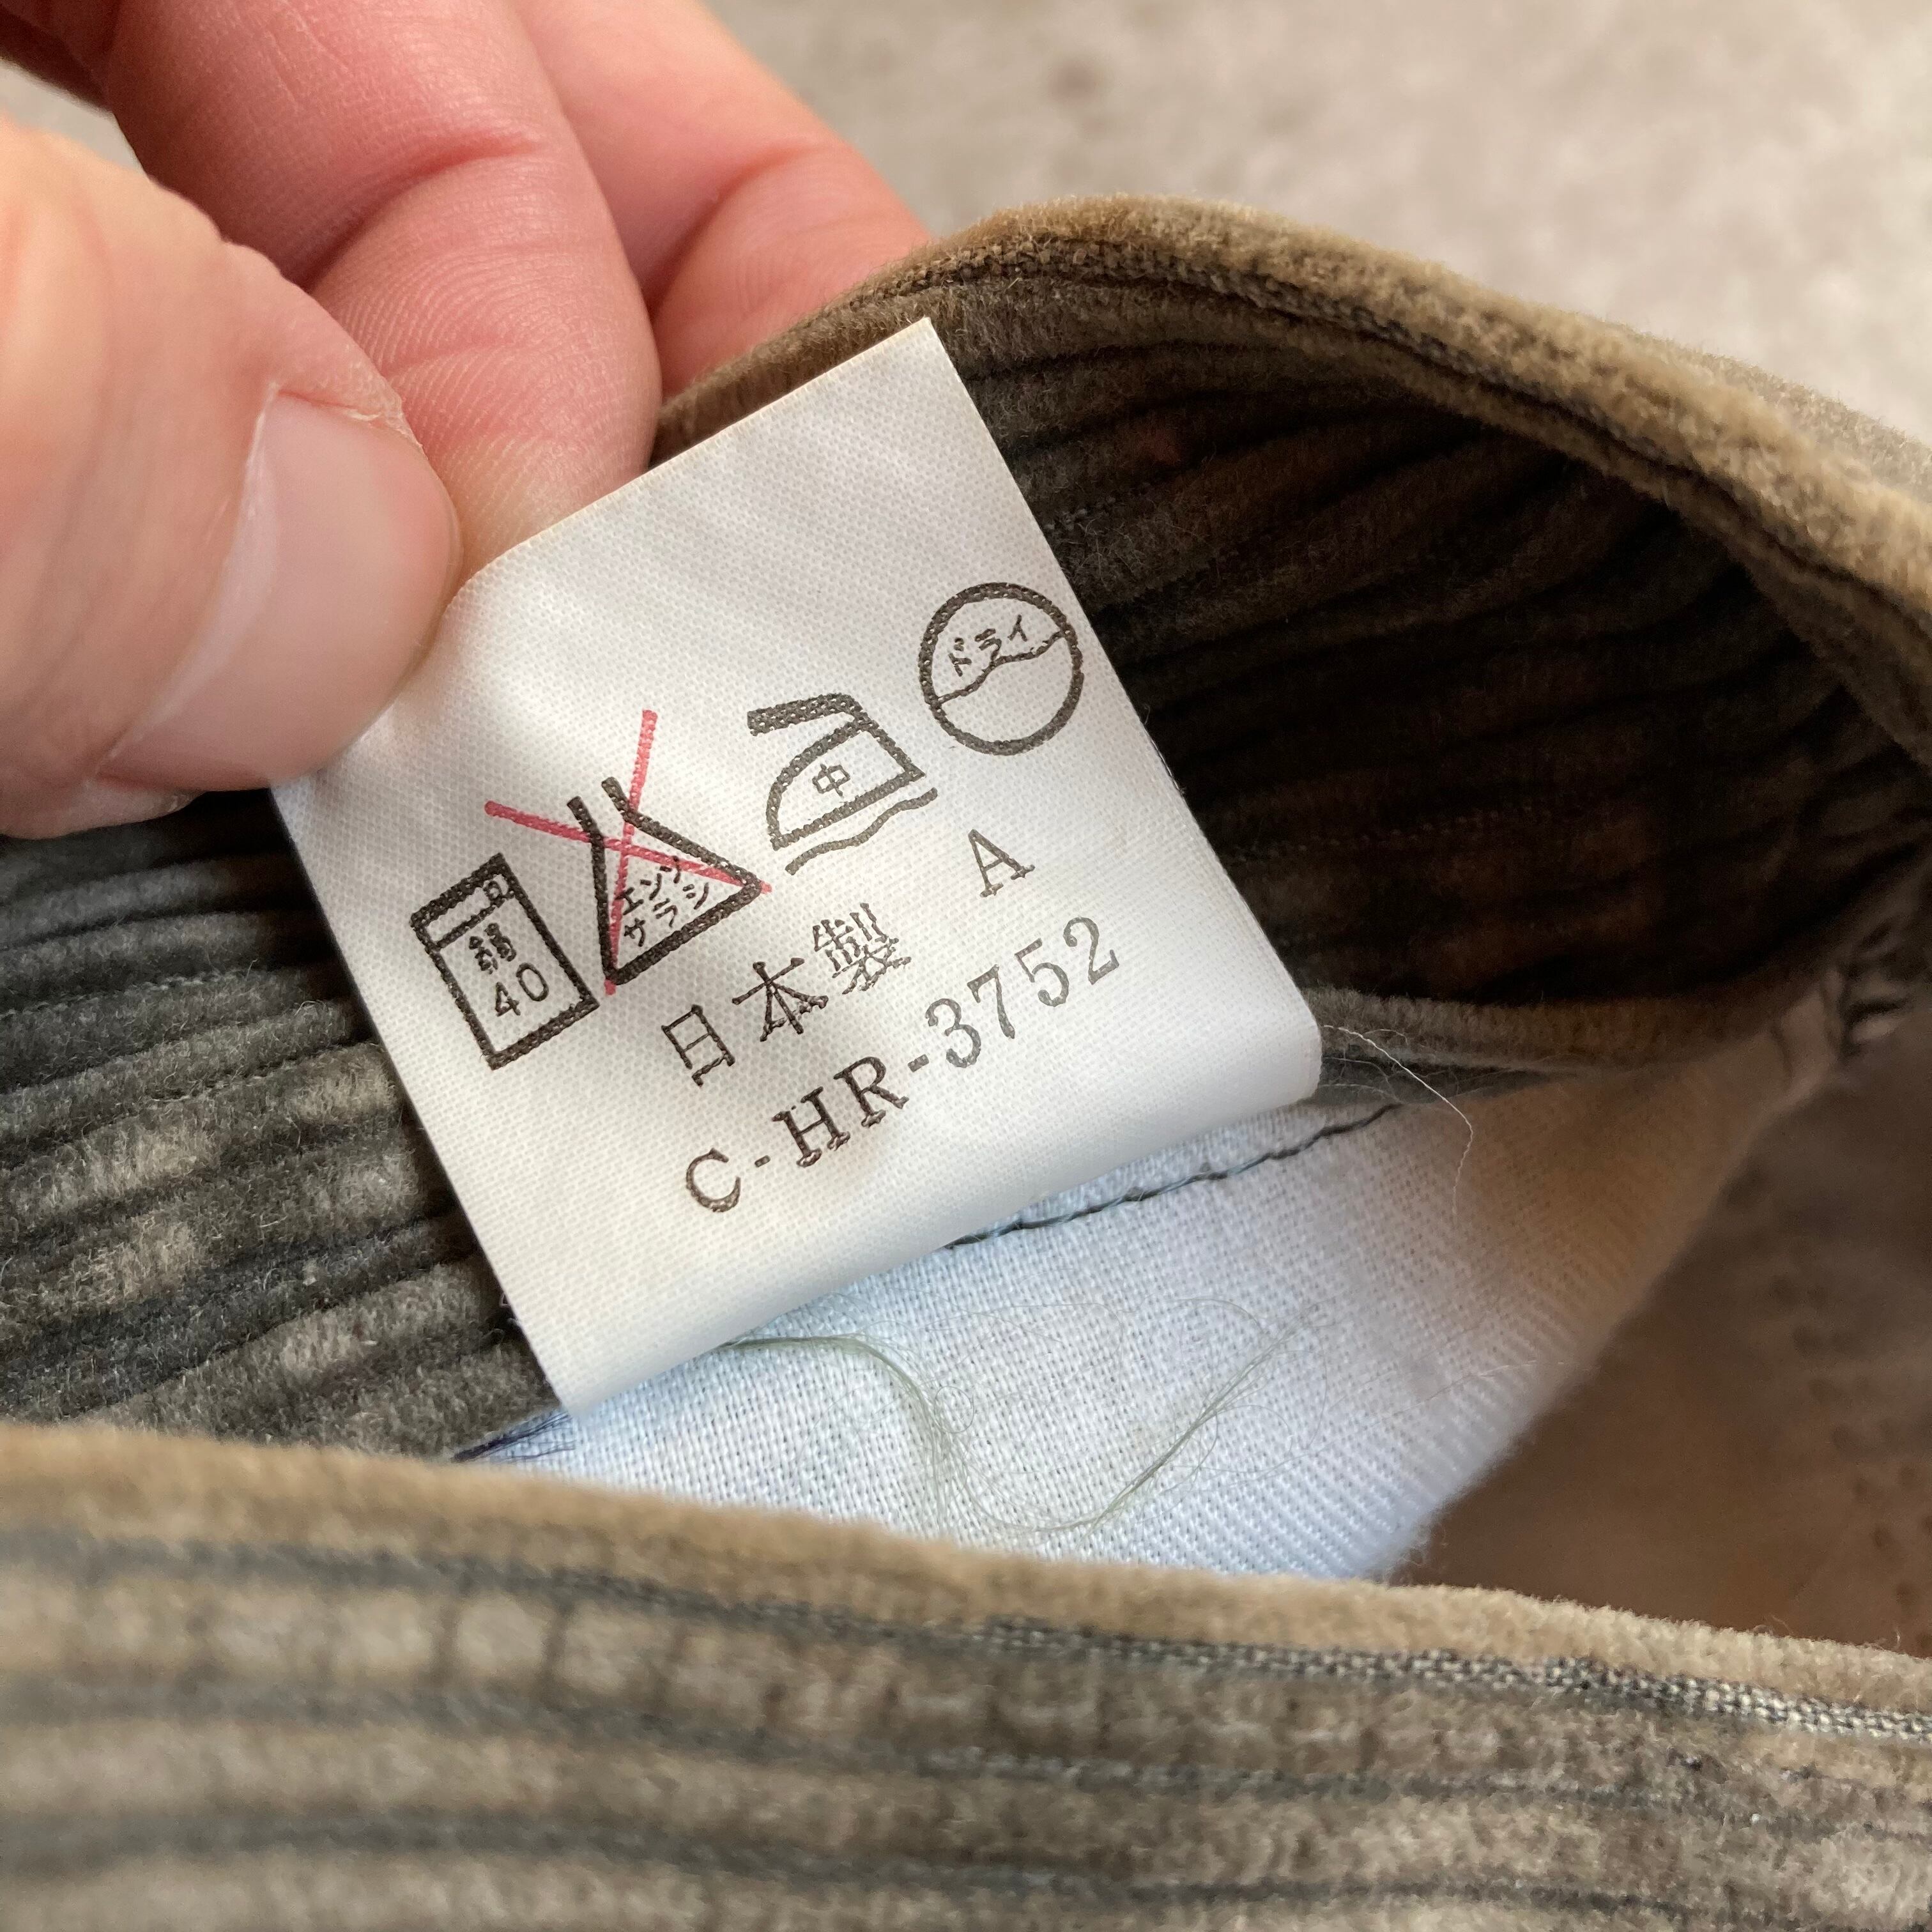 弱
40
エンソ
サラシ
中
ドライ
日本製 A
C-HR-3752